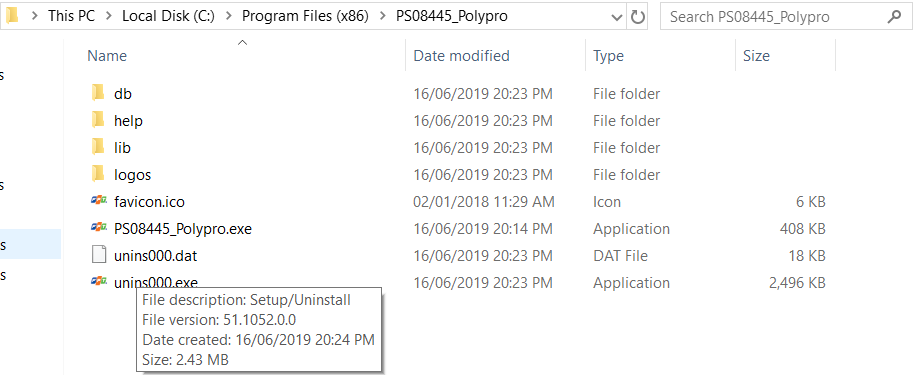 This PC > Local Disk (C:) > Program Files (x86) > PS08445_Polypro
Search PS08445_Polypro
Name Date modified Type Size
db 16/06/2019 20:23 PM File folder
help 16/06/2019 20:23 PM File folder
lib 16/06/2019 20:23 PM File folder
logos 16/06/2019 20:23 PM File folder
favicon.ico 02/01/2018 11:29 AM Icon 6 KB
PS08445_Polypro.exe 16/06/2019 20:14 PM Application 408 KB
unins000.dat 16/06/2019 20:23 PM DAT File 18 KB
unins000.exe 16/06/2019 20:23 PM Application 2,496 KB
File description: Setup/Uninstall
File version: 51.1052.0.0
Date created: 16/06/2019 20:24 PM
Size: 2.43 MB
s
s
s
s